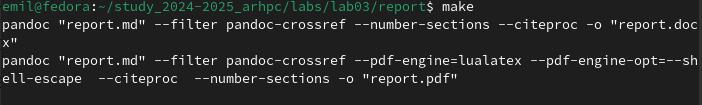 emil@fedora:~/study_2024-2025_arhpc/labs/lab03/report$ make
pandoc "report.md" --filter pandoc-crossref --number-sections --citeproc -o "report.doc
x"
pandoc "report.md" --filter pandoc-crossref --pdf-engine=lualatex --pdf-engine-opt=--sh
ell-escape  --citeproc  --number-sections -o "report.pdf"